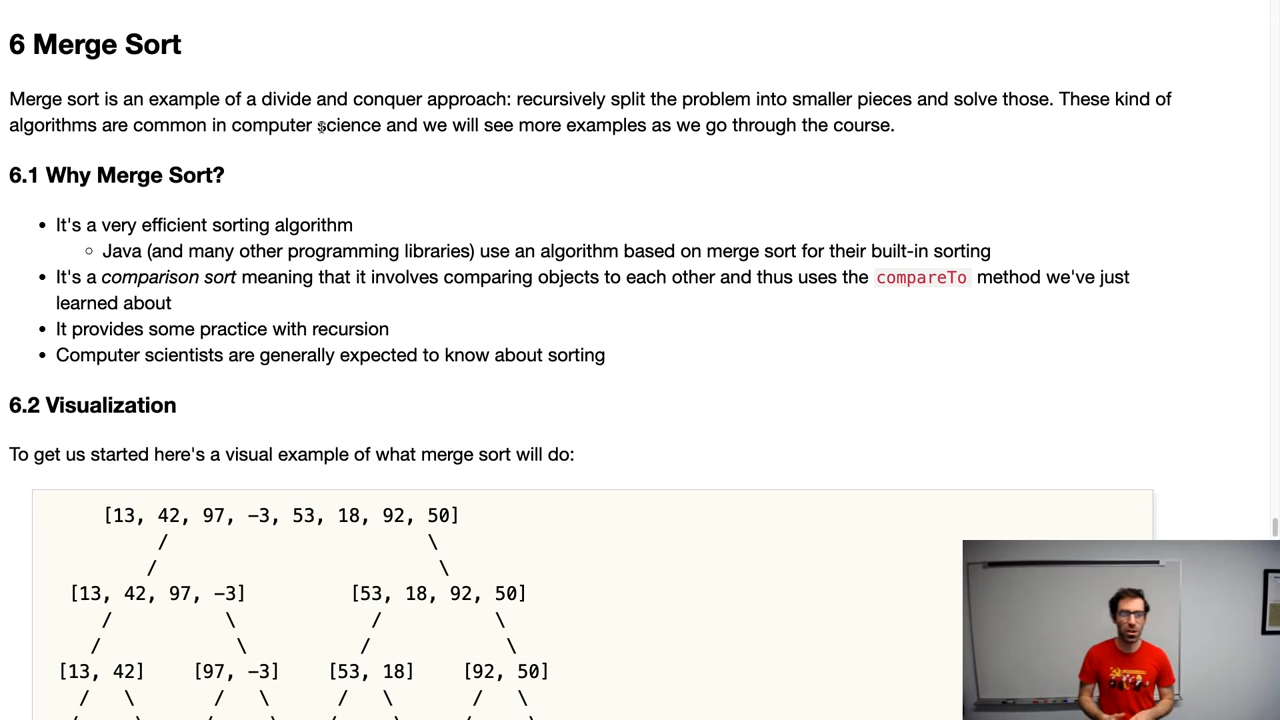 6 Merge Sort
Merge sort is an example of a divide and conquer approach: recursively split the problem into smaller pieces and solve those. These kind of
algorithms are common in computer science and we will see more examples as we go through the course.
6.1 Why Merge Sort?
• It's a very efficient sorting algorithm
◦ Java (and many other programming libraries) use an algorithm based on merge sort for their built-in sorting
• It's a comparison sort meaning that it involves comparing objects to each other and thus uses the compareTo method we've just
learned about
• It provides some practice with recursion
• Computer scientists are generally expected to know about sorting
6.2 Visualization
To get us started here's a visual example of what merge sort will do:
[13, 42, 97, -3, 53, 18, 92, 50]
/ \
/ \
[13, 42, 97, -3] [53, 18, 92, 50]
/ \ / \
/ \ / \
[13, 42] [97, -3] [53, 18] [92, 50]
/ \ / \ / \ / \